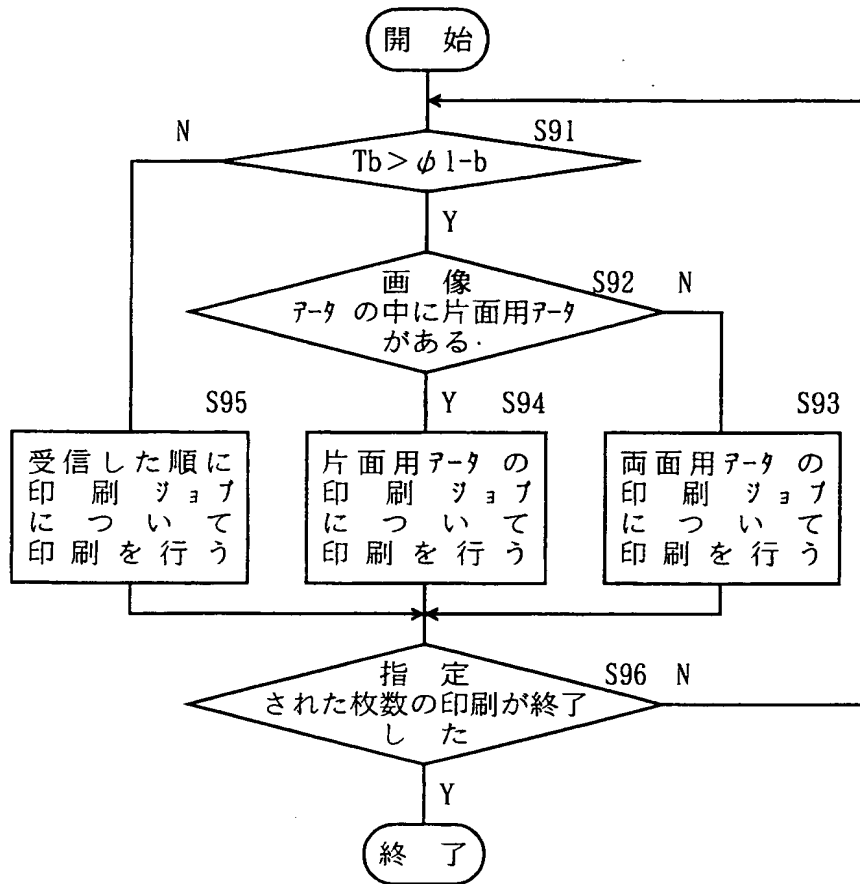 開 始
N
S91
Tb＞φ1-b
Y
画 像
S92
N
ﾃﾞｰﾀ の中に片面用ﾃﾞｰﾀ
がある
S95
Y
S94
S93
受信した順に
印 刷 ｼﾞｮﾌﾞ
に つ い て
印刷を行う
片面用ﾃﾞｰﾀ の
印 刷 ｼﾞｮﾌﾞ
に つ い て
印刷を行う
両面用ﾃﾞｰﾀ の
印 刷 ｼﾞｮﾌﾞ
に つ い て
印刷を行う
指 定
S96
N
された枚数の印刷が終了
し た
Y
終 了